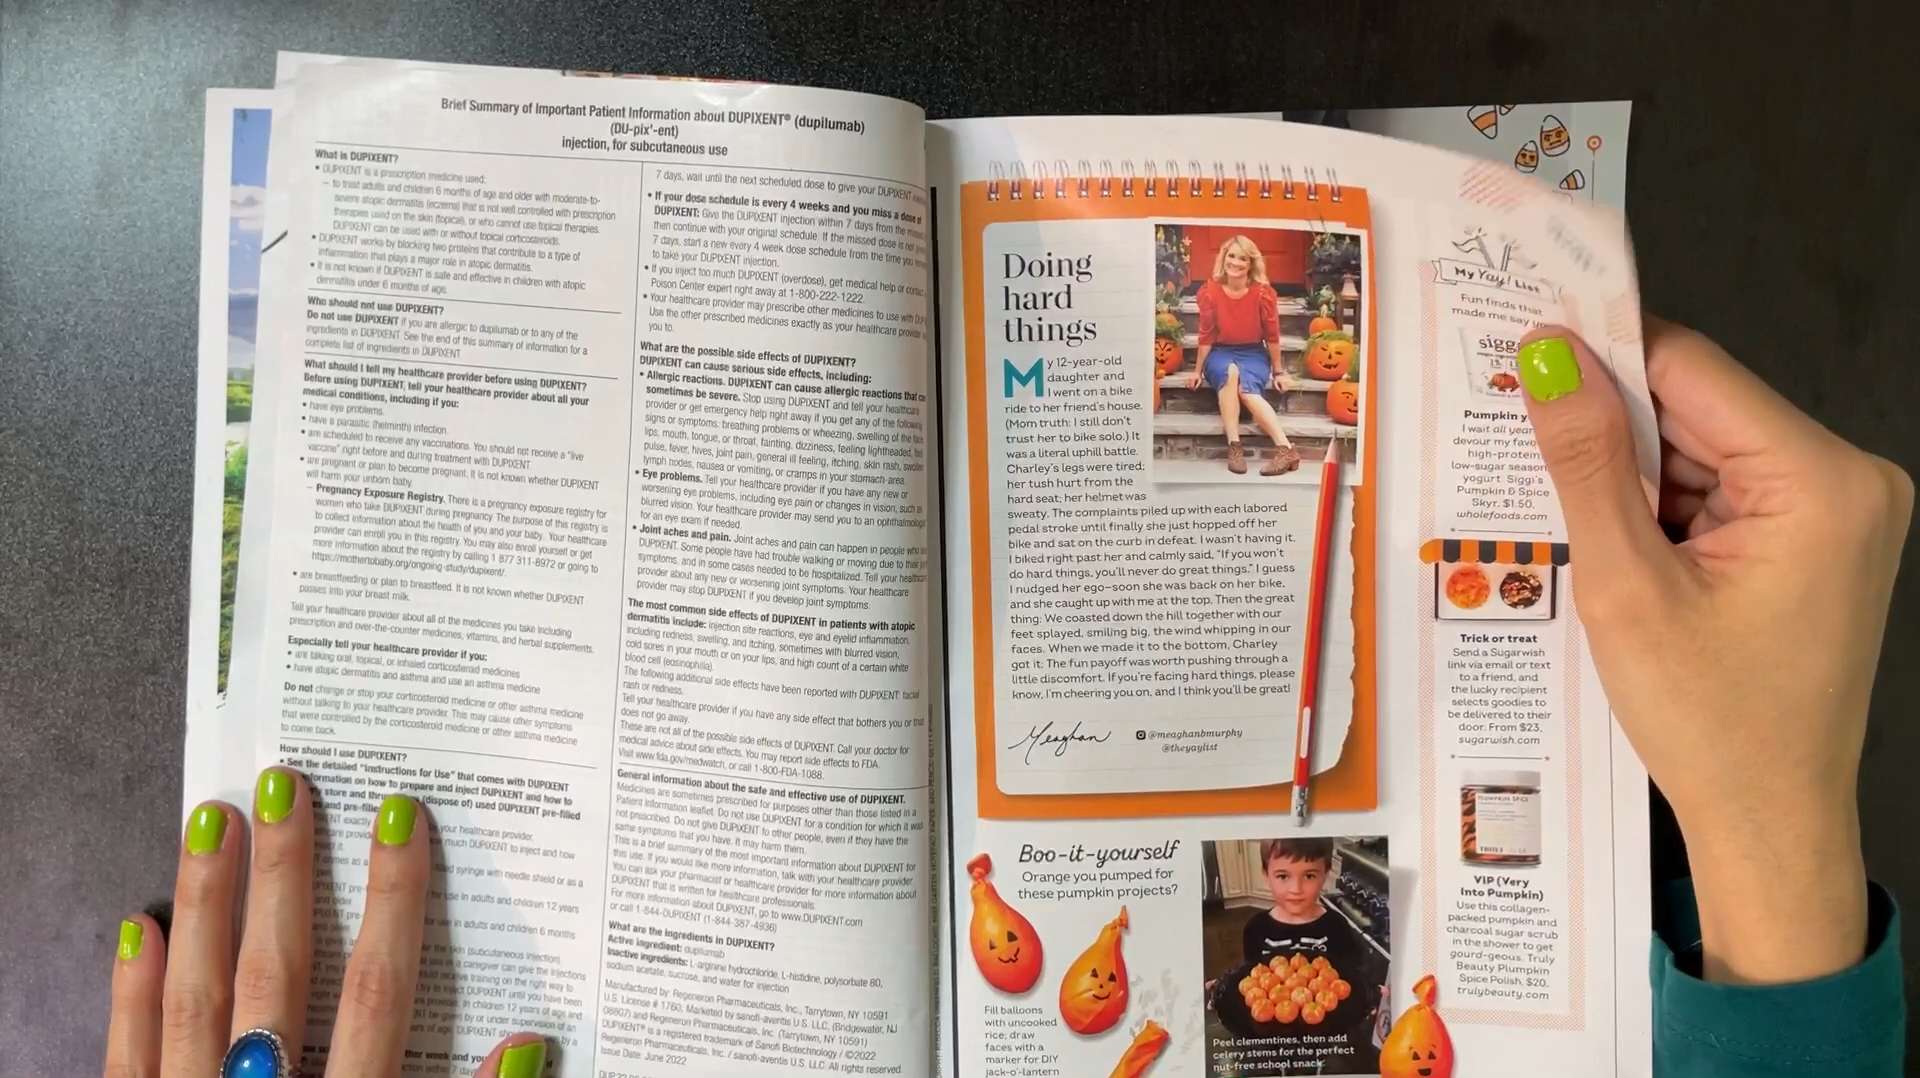 Brief Summary of Important Patient Information about DUPIXENT® (dupilumab)
(DU-pix'-ent)
injection, for subcutaneous use
What is DUPIXENT?
• DUPIXENT is a prescription medicine used:
– to treat adults and children 6 months of age and older with moderate-to-
severe atopic dermatitis (eczema) that is not well controlled with prescription
therapies used on the skin (topical), or who cannot use topical therapies.
DUPIXENT can be used with or without topical corticosteroids.
• DUPIXENT works by blocking two proteins that contribute to a type of
inflammation that plays a major role in atopic dermatitis.
• It is not known if DUPIXENT is safe and effective in children with atopic
dermatitis under 6 months of age.
Who should not use DUPIXENT?
Do not use DUPIXENT if you are allergic to dupilumab or to any of the
ingredients in DUPIXENT. See the end of this summary of information for a
complete list of ingredients in DUPIXENT.
What should I tell my healthcare provider before using DUPIXENT?
Before using DUPIXENT, tell your healthcare provider about all your
medical conditions, including if you:
• have eye problems.
• have a parasitic (helminth) infection.
• are scheduled to receive any vaccinations. You should not receive a "live
vaccine" right before and during treatment with DUPIXENT.
• are pregnant or plan to become pregnant. It is not known whether DUPIXENT
will harm your unborn baby.
– Pregnancy Exposure Registry. There is a pregnancy exposure registry for
women who take DUPIXENT during pregnancy. The purpose of this registry is
to collect information about the health of you and your baby. Your healthcare
provider can enroll you in this registry. You may also enroll yourself or get
more information about the registry by calling 1 877 311-8972 or going to
https://mothertobaby.org/ongoing-study/dupixent/.
• are breastfeeding or plan to breastfeed. It is not known whether DUPIXENT
passes into your breast milk.
Tell your healthcare provider about all of the medicines you take including
prescription and over-the-counter medicines, vitamins, and herbal supplements.
Especially tell your healthcare provider if you:
• are taking oral, topical, or inhaled corticosteroid medicines
• have atopic dermatitis and asthma and use an asthma medicine
Do not change or stop your corticosteroid medicine or other asthma medicine
without talking to your healthcare provider. This may cause other symptoms
that were controlled by the corticosteroid medicine or other asthma medicine
to come back.
How should I use DUPIXENT?
• See the detailed "Instructions for Use" that comes with DUPIXENT
information on how to prepare and inject DUPIXENT and how to
store and (dispose of) used DUPIXENT pre-filled
your healthcare provider.
much DUPIXENT to inject and how
syringe with needle shield or as a
for use in adults and children 12 years
use in adults and children 6 months
the skin (subcutaneous injection).
7 days, wait until the next scheduled dose to give your DUPIXENT
• If your dose schedule is every 4 weeks and you miss a dose of
DUPIXENT: Give the DUPIXENT injection within 7 days from the missed
then continue with your original schedule. If the missed dose is not
7 days, start a new every 4 week dose schedule from the time you
to take your DUPIXENT injection.
• If you inject too much DUPIXENT (overdose), get medical help or contact
Poison Center expert right away at 1-800-222-1222.
• Your healthcare provider may prescribe other medicines to use with
Use the other prescribed medicines exactly as your healthcare provider
you to.
What are the possible side effects of DUPIXENT?
DUPIXENT can cause serious side effects, including:
• Allergic reactions. DUPIXENT can cause allergic reactions that can
sometimes be severe. Stop using DUPIXENT and tell your healthcare
provider or get emergency help right away if you get any of the following
signs or symptoms: breathing problems or wheezing, swelling of the face,
lips, mouth, tongue, or throat, fainting, dizziness, feeling lightheaded, fast
pulse, fever, hives, joint pain, general ill feeling, itching, skin rash, swollen
lymph nodes, nausea or vomiting, or cramps in your stomach-area.
• Eye problems. Tell your healthcare provider if you have any new or
worsening eye problems, including eye pain or changes in vision, such as
blurred vision. Your healthcare provider may send you to an ophthalmologist
for an eye exam if needed.
• Joint aches and pain. Joint aches and pain can happen in people who
DUPIXENT. Some people have had trouble walking or moving due to their
symptoms, and in some cases needed to be hospitalized. Tell your healthcare
provider about any new or worsening joint symptoms. Your healthcare
provider may stop DUPIXENT if you develop joint symptoms.
The most common side effects of DUPIXENT in patients with atopic
dermatitis include: injection site reactions, eye and eyelid inflammation,
including redness, swelling, and itching, sometimes with blurred vision,
cold sores in your mouth or on your lips, and high count of a certain white
blood cell (eosinophilia).
The following additional side effects have been reported with DUPIXENT: facial
rash or redness.
Tell your healthcare provider if you have any side effect that bothers you or that
does not go away.
These are not all of the possible side effects of DUPIXENT. Call your doctor for
medical advice about side effects. You may report side effects to FDA.
Visit www.fda.gov/medwatch, or call 1-800-FDA-1088.
General information about the safe and effective use of DUPIXENT.
Medicines are sometimes prescribed for purposes other than those listed in a
Patient Information leaflet. Do not use DUPIXENT for a condition for which it was
not prescribed. Do not give DUPIXENT to other people, even if they have the
same symptoms that you have. It may harm them.
This is a brief summary of the most important information about DUPIXENT for
this use. If you would like more information, talk with your healthcare provider.
You can ask your pharmacist or healthcare provider for more information about
DUPIXENT that is written for healthcare professionals.
For more information about DUPIXENT, go to www.DUPIXENT.com
or call 1-844-DUPIXENT (1-844-387-4936)
What are the ingredients in DUPIXENT?
Active ingredient: dupilumab
Inactive ingredients: L-arginine hydrochloride, L-histidine, polysorbate 80,
sodium acetate, sucrose, and water for injection
Manufactured by: Regeneron Pharmaceuticals, Inc., Tarrytown, NY 10591
U.S. License # 1760; Marketed by sanofi-aventis U.S. LLC, (Bridgewater, NJ
08807) and Regeneron Pharmaceuticals, Inc. (Tarrytown, NY 10591)
DUPIXENT® is a registered trademark of Sanofi Biotechnology / ©2022
Regeneron Pharmaceuticals, Inc. / sanofi-aventis U.S. LLC. All rights reserved.
Issue Date: June 2022
Doing
hard
things
My 12-year-old
daughter and
I went on a bike
ride to her friend's house.
(Mom truth: I still don't
trust her to bike solo.) It
was a literal uphill battle.
Charley's legs were tired;
her tush hurt from the
hard seat; her helmet was
sweaty. The complaints piled up with each labored
pedal stroke until finally she just hopped off her
bike and sat on the curb in defeat. I wasn't having it.
I biked right past her and calmly said, "If you won't
do hard things, you'll never do great things." I guess
I nudged her ego–soon she was back on her bike,
and she caught up with me at the top. Then the great
thing: We coasted down the hill together with our
feet splayed, smiling big, the wind whipping in our
faces. When we made it to the bottom, Charley
got it: The fun payoff was worth pushing through a
little discomfort. If you're facing hard things, please
know, I'm cheering you on, and I think you'll be great!
Meaghan
@meaghanbmurphy
@theyaylist
Boo-it-yourself
Orange you pumped for
these pumpkin projects?
Fill balloons
with uncooked
rice; draw
faces with a
marker for DIY
jack-o'-lantern
Peel clementines, then add
celery stems for the perfect
nut-free school snack.
My Yay! List
Fun finds that
made me say
sigg
Pumpkin
I wait all year
devour my
high-protein,
low-sugar
yogurt. Siggi's
Pumpkin & Spice
Skyr, $1.50,
wholefoods.com
Trick or treat
Send a Sugarwish
link via email or text
to a friend, and
the lucky recipient
selects goodies to
be delivered to their
door. From $23,
sugarwish.com
PUMPKIN SPICE
TRULY
VIP (Very
Into Pumpkin)
Use this collagen-
packed pumpkin and
charcoal sugar scrub
in the shower to get
gourd-geous. Truly
Beauty Plumpkin
Spice Polish, $20,
trulybeauty.com